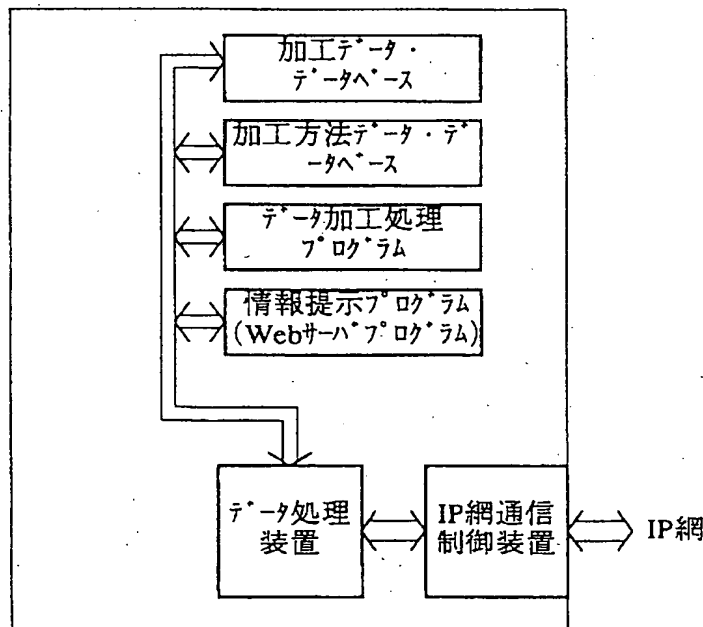 加工ﾃﾞｰﾀ・
ﾃﾞｰﾀﾍﾞｰｽ
加工方法ﾃﾞｰﾀ・ﾃﾞ
ｰﾀﾍﾞｰｽ
ﾃﾞｰﾀ加工処理
ﾌﾟﾛｸﾞﾗﾑ
情報提示ﾌﾟﾛｸﾞﾗﾑ
(Webｻｰﾊﾞﾌﾟﾛｸﾞﾗﾑ)
ﾃﾞｰﾀ処理
装置
IP網通信
制御装置
IP網